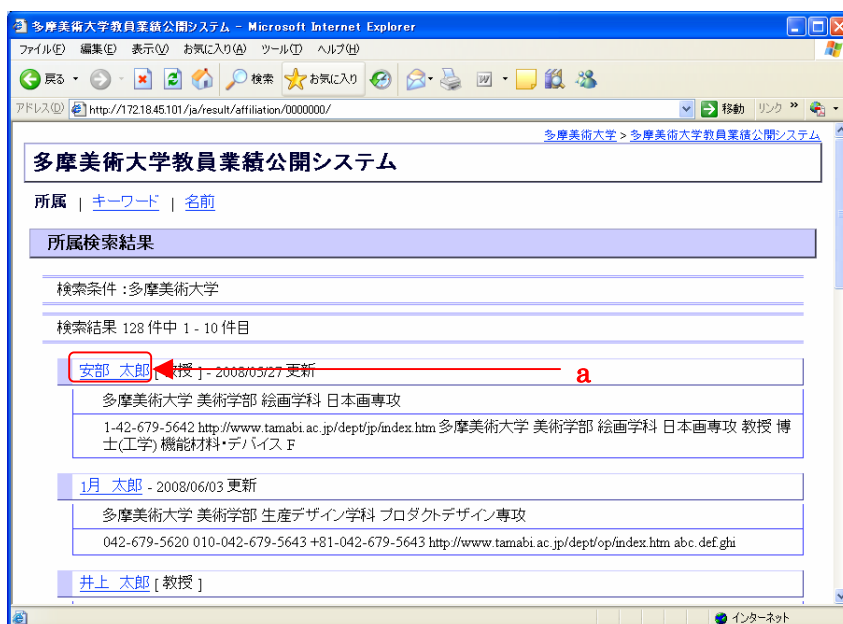 多摩美術大学教員業績公開システム - Microsoft Internet Explorer
ファイル(F) 編集(E) 表示(V) お気に入り(A) ツール(T) ヘルプ(H)
戻る 検索 お気に入り
アドレス(D) http://172.18.45.101/ja/result/affiliation/0000000/ 移動 リンク »
多摩美術大学 > 多摩美術大学教員業績公開システム
多摩美術大学教員業績公開システム
所属 | キーワード | 名前
所属検索結果
検索条件 : 多摩美術大学
検索結果 128 件中 1 - 10 件目
安部 太郎 [ 教授 ] - 2008/05/27 更新
a
多摩美術大学 美術学部 絵画学科 日本画専攻
1-42-679-5642 http://www.tamabi.ac.jp/dept/jp/index.htm 多摩美術大学 美術学部 絵画学科 日本画専攻 教授 博
士(工学) 機能材料・デバイス F
1月 太郎 - 2008/06/03 更新
多摩美術大学 美術学部 生産デザイン学科 プロダクトデザイン専攻
042-679-5620 010-042-679-5643 +81-042-679-5643 http://www.tamabi.ac.jp/dept/op/index.htm abc.def.ghi
井上 太郎 [ 教授 ]
インターネット